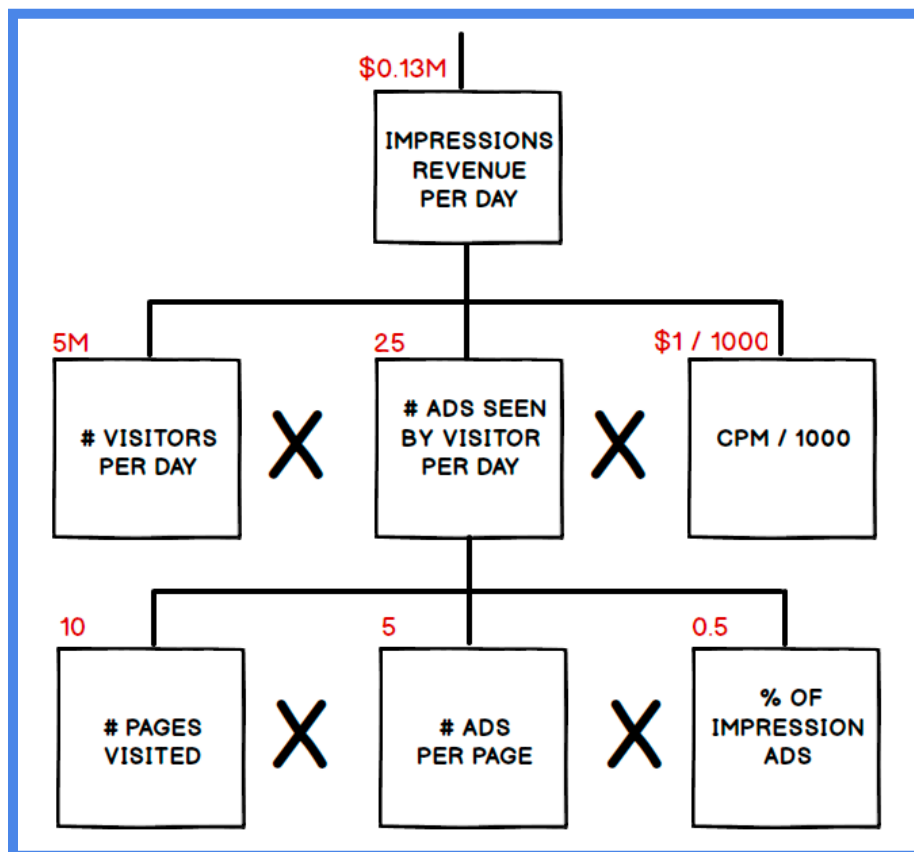 $0.13M
IMPRESSIONS
REVENUE
PER DAY
5M
25
$1 / 1000
# VISITORS
PER DAY
X
# ADS SEEN
BY VISITOR
PER DAY
X
CPM / 1000
10
5
0.5
# PAGES
VISITED
X
# ADS
PER PAGE
X
% OF
IMPRESSION
ADS